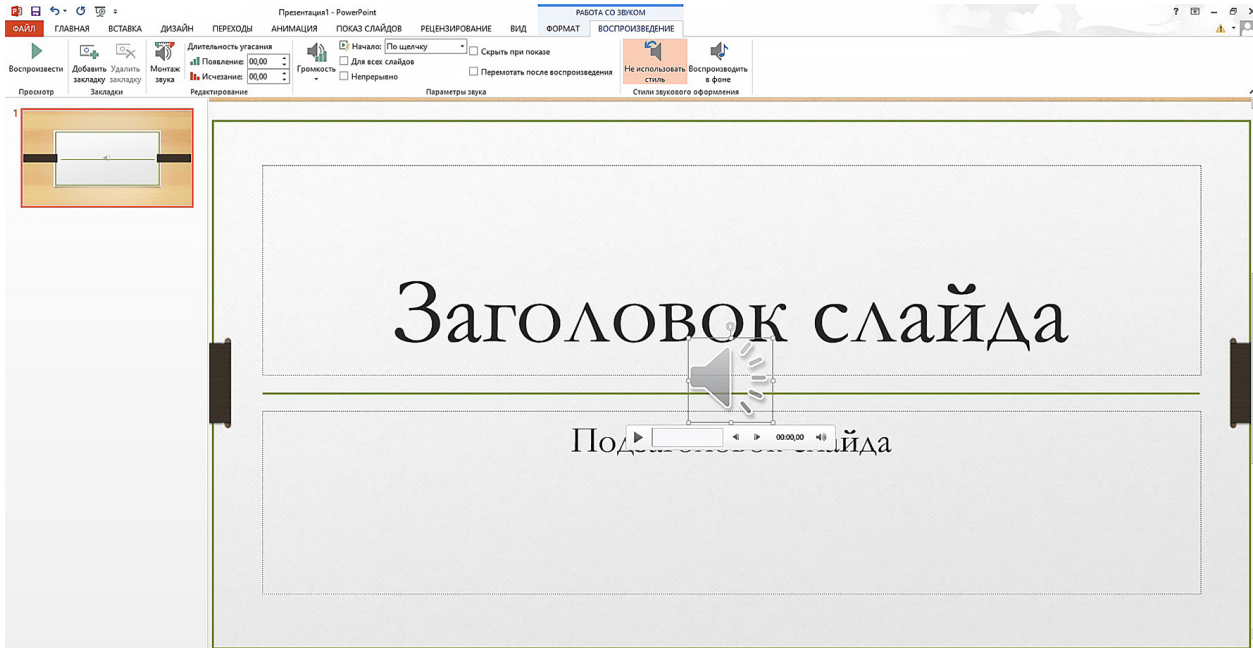 Презентация1 - PowerPoint
РАБОТА СО ЗВУКОМ
ФАЙЛ ГЛАВНАЯ ВСТАВКА ДИЗАЙН ПЕРЕХОДЫ АНИМАЦИЯ ПОКАЗ СЛАЙДОВ РЕЦЕНЗИРОВАНИЕ ВИД ФОРМАТ ВОСПРОИЗВЕДЕНИЕ
Воспроизвести
Добавить закладку
Удалить закладку
Монтаж звука
Длительность угасания
Появление: 00,00
Исчезание: 00,00
Громкость
Начало: По щелчку
Для всех слайдов
Непрерывно
Скрыть при показе
Перемотать после воспроизведения
Не использовать стиль
Воспроизводить в фоне
Просмотр
Закладки
Редактирование
Параметры звука
Стили звукового оформления
1
Заголовок слайда
00:00,00